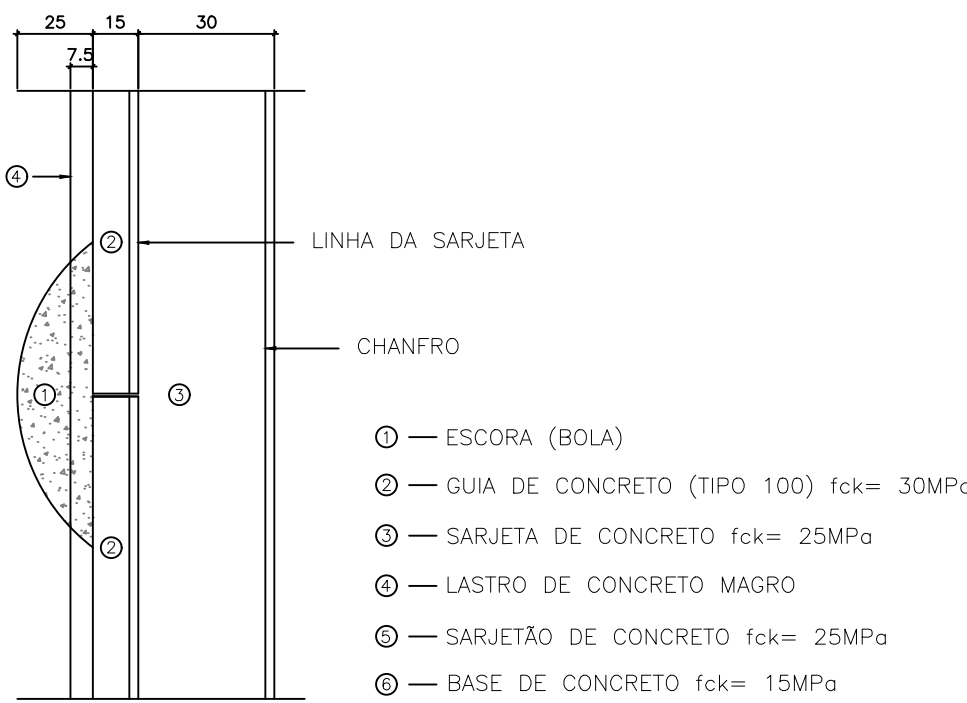 25 15 30
7.5
4
2 LINHA DA SARJETA
CHANFRO
1 3
1 — ESCORA (BOLA)
2 — GUIA DE CONCRETO (TIPO 100) fck= 30MPa
3 — SARJETA DE CONCRETO fck= 25MPa
2
4 — LASTRO DE CONCRETO MAGRO
5 — SARJETÃO DE CONCRETO fck= 25MPa
6 — BASE DE CONCRETO fck= 15MPa